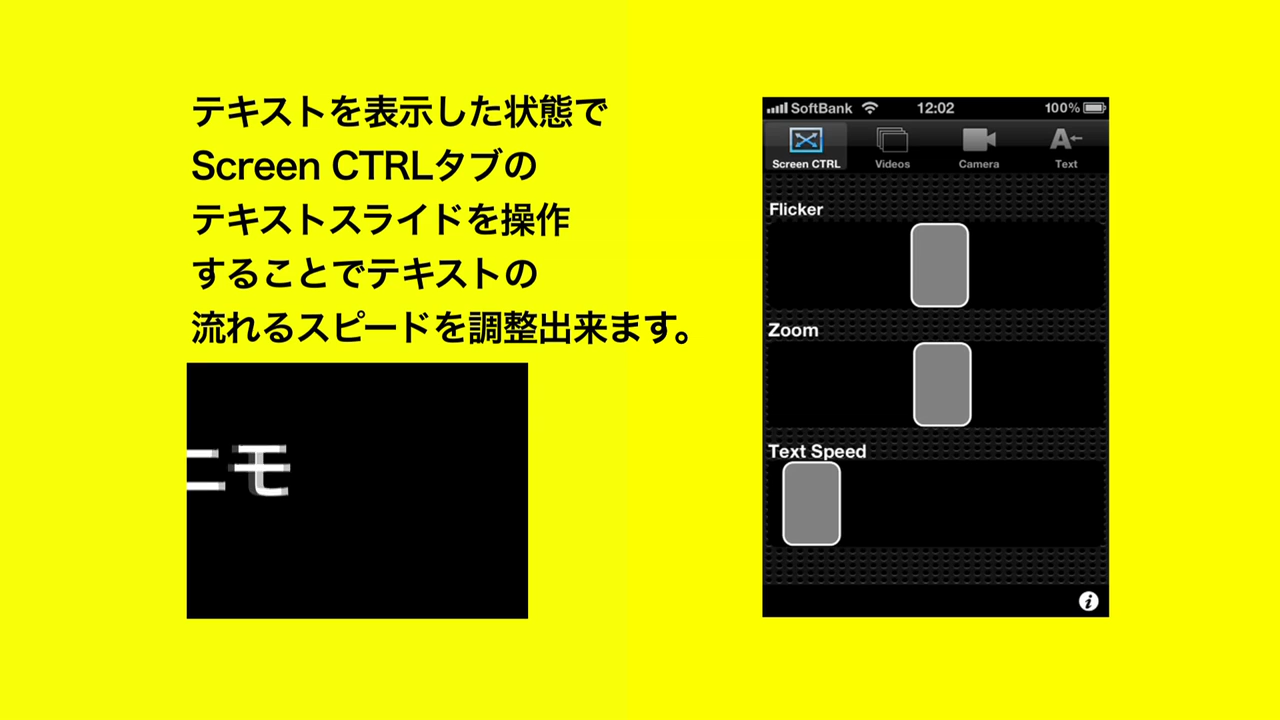 テキストを表示した状態で
Screen CTRLタブの
テキストスライドを操作
することでテキストの
流れるスピードを調整出来ます。
ニモ
SoftBank 12:02 100%
Screen CTRL Videos Camera Text
Flicker
Zoom
Text Speed